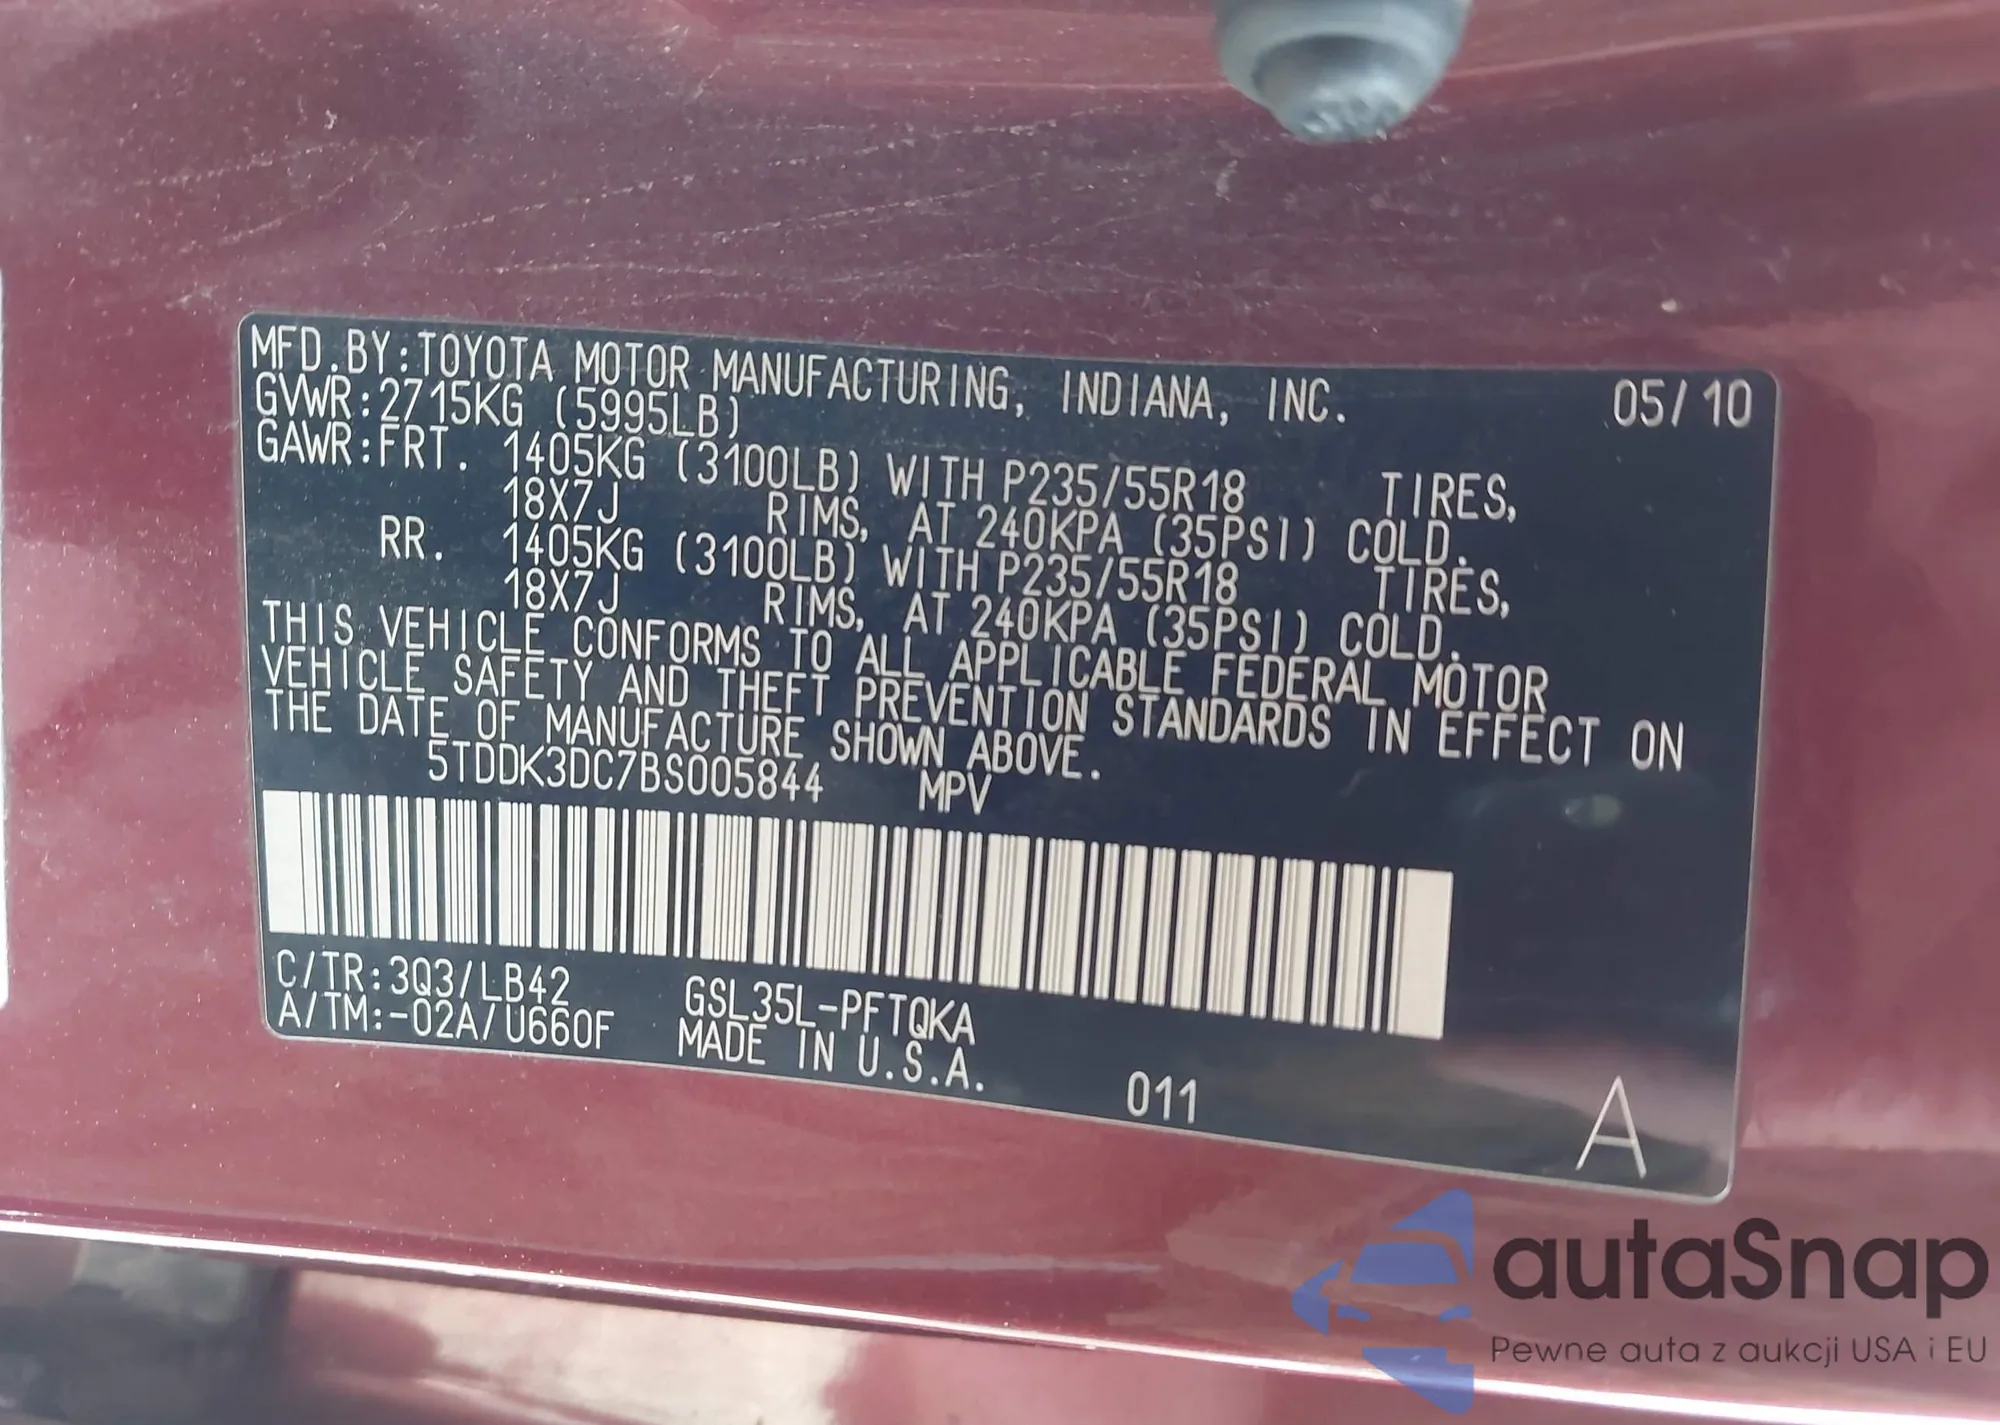 MFD.BY:TOYOTA MOTOR MANUFACTURING, INDIANA, INC. 05/10
GVWR:2715KG (5995LB)
GAWR:FRT. 1405KG (3100LB) WITH P235/55R18 TIRES,
18X7J RIMS, AT 240KPA (35PSI) COLD.
RR. 1405KG (3100LB) WITH P235/55R18 TIRES,
18X7J RIMS, AT 240KPA (35PSI) COLD.
THIS VEHICLE CONFORMS TO ALL APPLICABLE FEDERAL MOTOR
VEHICLE SAFETY AND THEFT PREVENTION STANDARDS IN EFFECT ON
THE DATE OF MANUFACTURE SHOWN ABOVE.
5TDDK3DC7BS005844 MPV
C/TR:3Q3/LB42 GSL35L-PFTQKA
A/TM:-02A/U660F MADE IN U.S.A.
011 A
autaSnap
Pewne auta z aukcji USA i EU